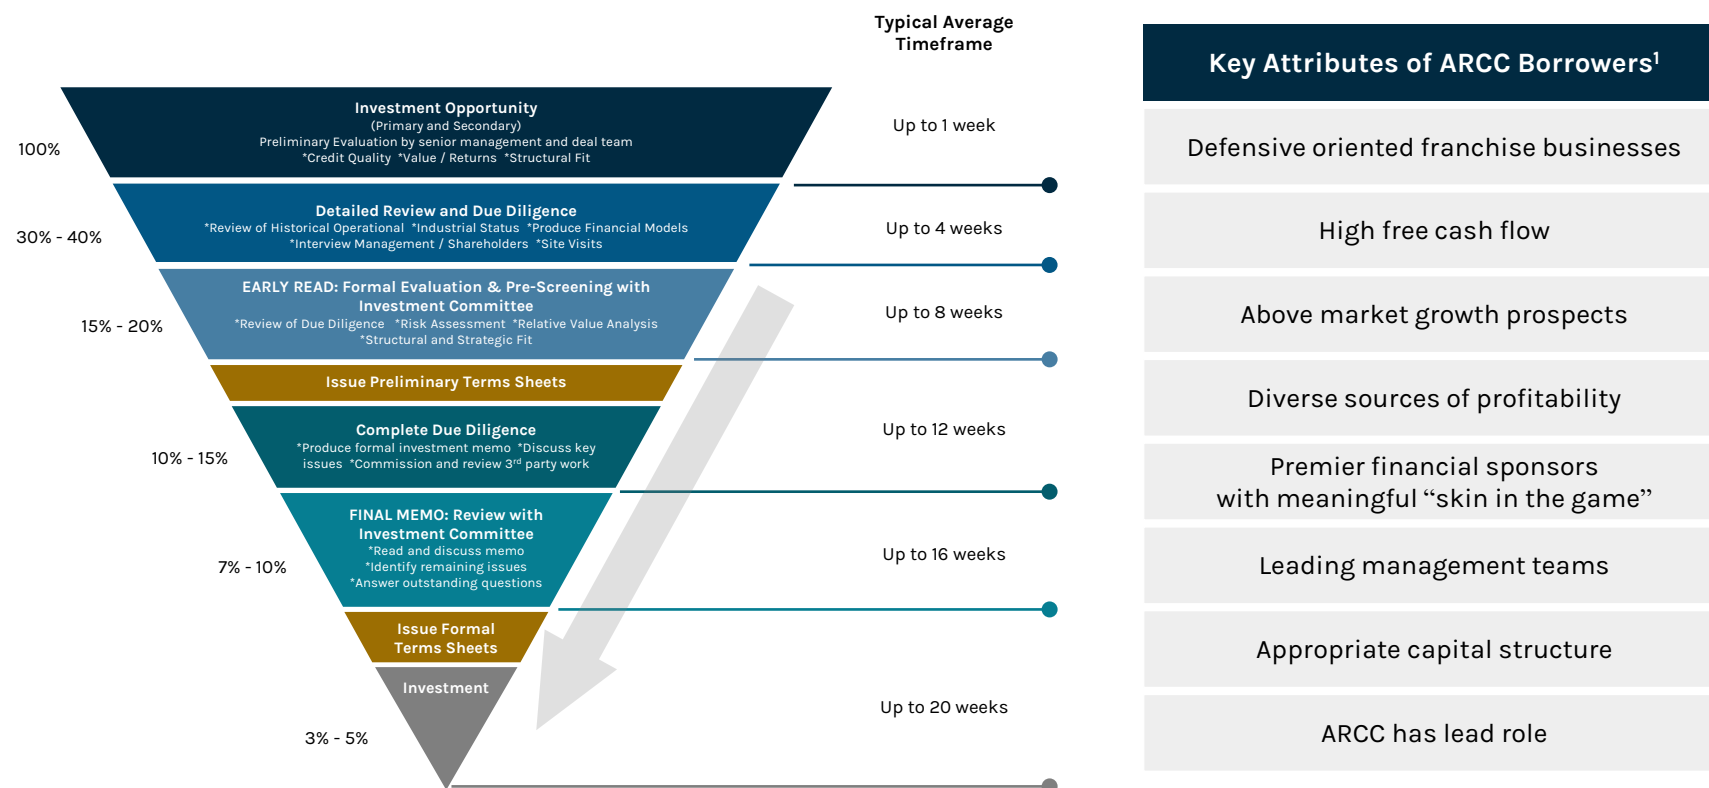 Typical Average
Timeframe
100%
Investment Opportunity
(Primary and Secondary)
Preliminary Evaluation by senior management and deal team
*Credit Quality *Value / Returns *Structural Fit
Up to 1 week
30% - 40%
Detailed Review and Due Diligence
*Review of Historical Operational *Industrial Status *Produce Financial Models
*Interview Management / Shareholders *Site Visits
Up to 4 weeks
15% - 20%
EARLY READ: Formal Evaluation & Pre-Screening with
Investment Committee
*Review of Due Diligence *Risk Assessment *Relative Value Analysis
*Structural and Strategic Fit
Up to 8 weeks
Issue Preliminary Terms Sheets
10% - 15%
Complete Due Diligence
*Produce formal investment memo *Discuss key
issues *Commission and review 3rd party work
Up to 12 weeks
7% - 10%
FINAL MEMO: Review with
Investment Committee
*Read and discuss memo
*Identify remaining issues
*Answer outstanding questions
Up to 16 weeks
Issue Formal
Terms Sheets
Investment
3% - 5%
Up to 20 weeks
Key Attributes of ARCC Borrowers¹
Defensive oriented franchise businesses
High free cash flow
Above market growth prospects
Diverse sources of profitability
Premier financial sponsors
with meaningful “skin in the game”
Leading management teams
Appropriate capital structure
ARCC has lead role